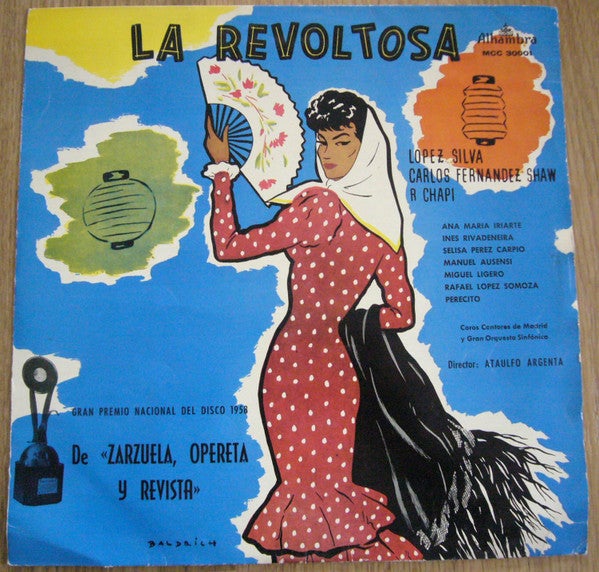 LA REVOLTOSA
Alhambra
MCC 30001
LOPEZ SILVA
CARLOS FERNANDEZ SHAW
R CHAPI
ANA MARIA IRIARTE
INES RIVADENEIRA
SELISA PEREZ CARPIO
MANUEL AUSENSI
MIGUEL LIGERO
RAFAEL LOPEZ SOMOZA
PERECITO
Coros Cantores de Madrid
y Gran Orquesta Sinfónica
Director: ATAULFO ARGENTA
GRAN PREMIO NACIONAL DEL DISCO 1958
De «ZARZUELA, OPERETA
Y REVISTA»
BALDRICH